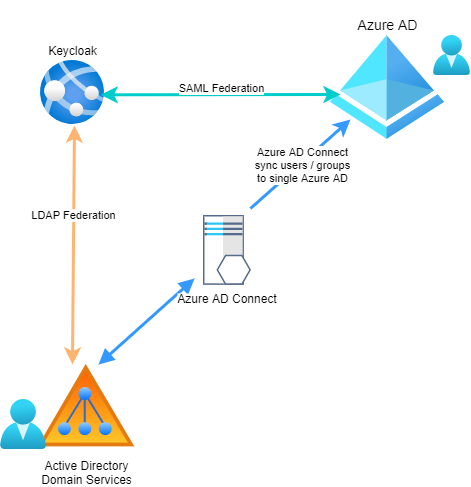 Azure AD
Keycloak
SAML Federation
Azure AD Connect
sync users / groups
to single Azure AD
LDAP Federation
Azure AD Connect
Active Directory
Domain Services